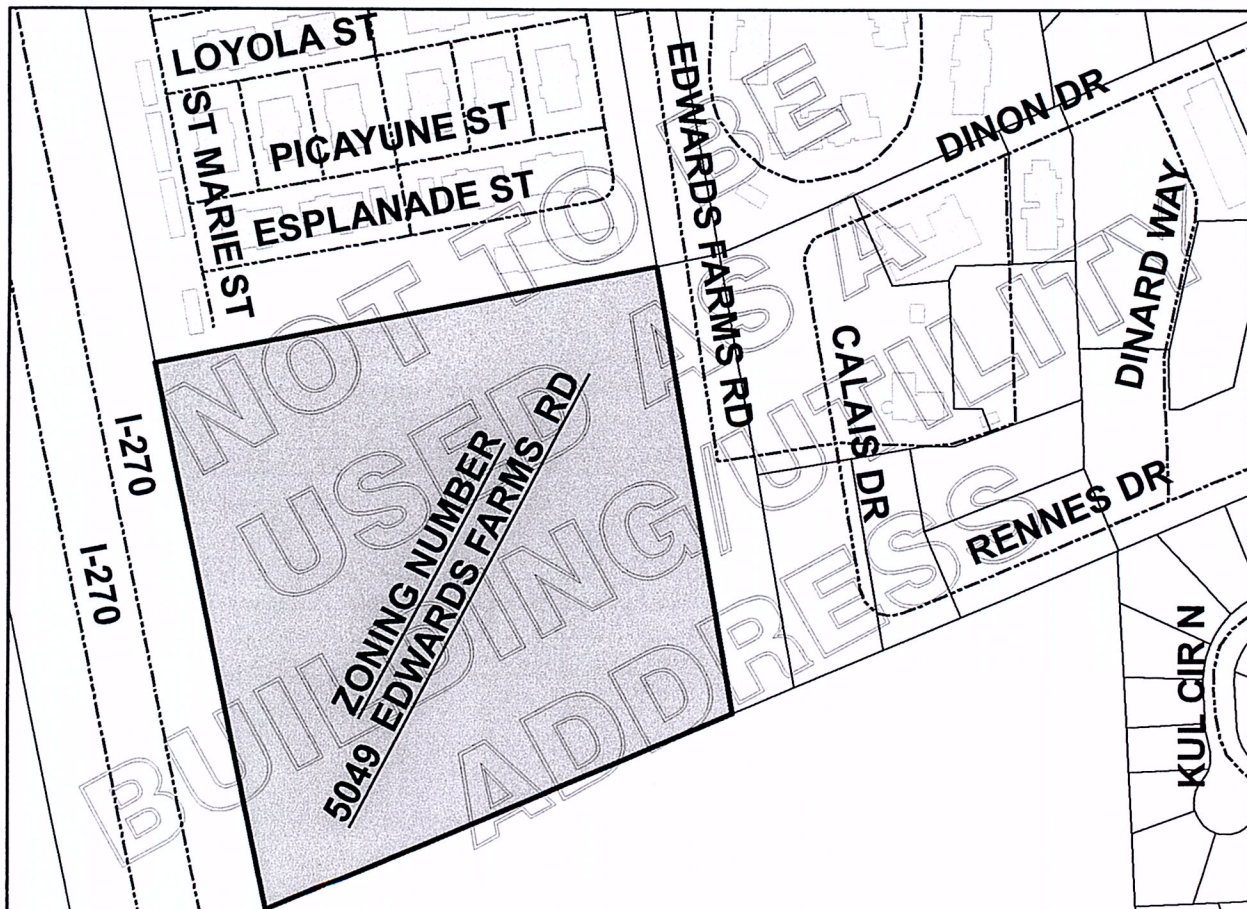 LOYOLA ST
PICAYUNE ST
ESPLANADE ST
ST MARIE ST
EDWARDS FARMS RD
DINON DR
DINARD WAY
CALAIS DR
RENNES DR
KUL CIR N
I-270
I-270
ZONING NUMBER
5049 EDWARDS FARMS RD
NOT TO BE
USED AS A
BUILDING/UTILITY
ADDRESS